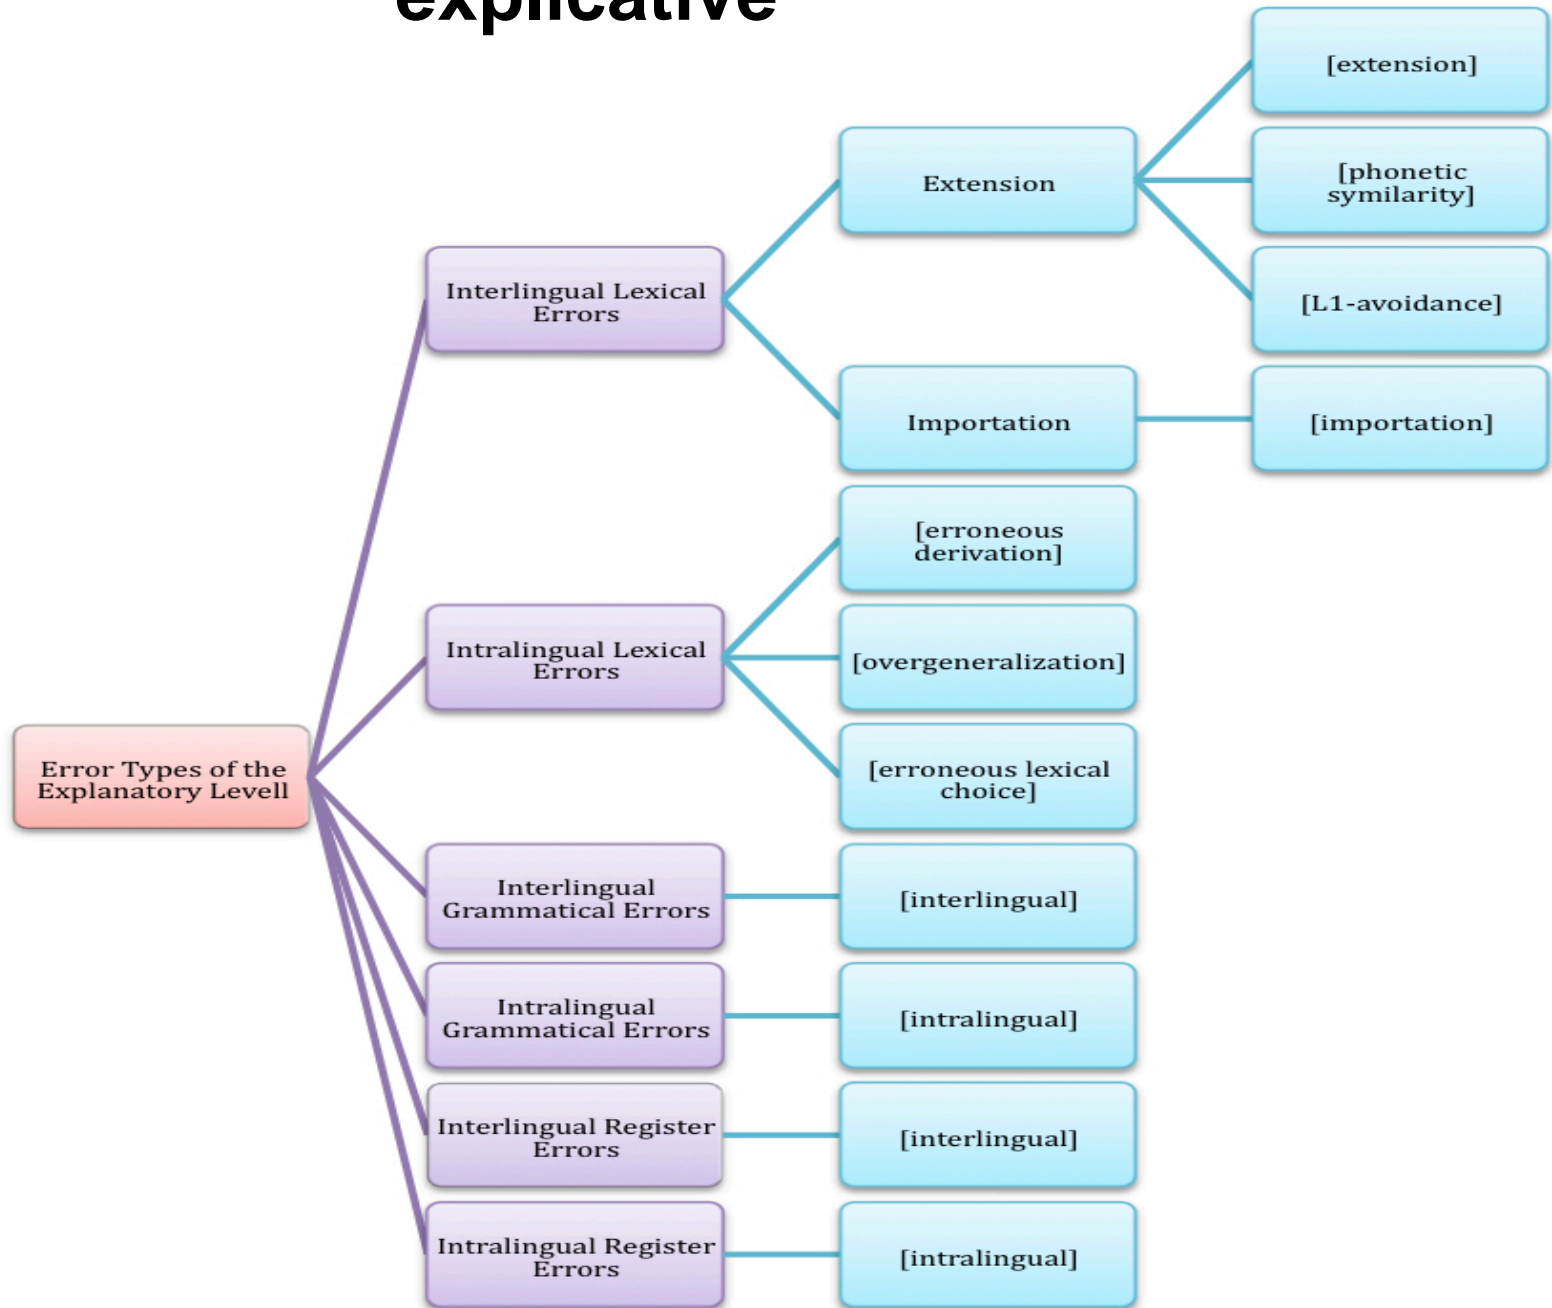 explicative
[extension]
Extension
[phonetic
symilarity]
Interlingual Lexical
Errors
[L1-avoidance]
Importation
[importation]
[erroneous
derivation]
Intralingual Lexical
Errors
[overgeneralization]
Error Types of the
Explanatory Levell
[erroneous lexical
choice]
Interlingual
Grammatical Errors
[interlingual]
Intralingual
Grammatical Errors
[intralingual]
Interlingual Register
Errors
[interlingual]
Intralingual Register
Errors
[intralingual]